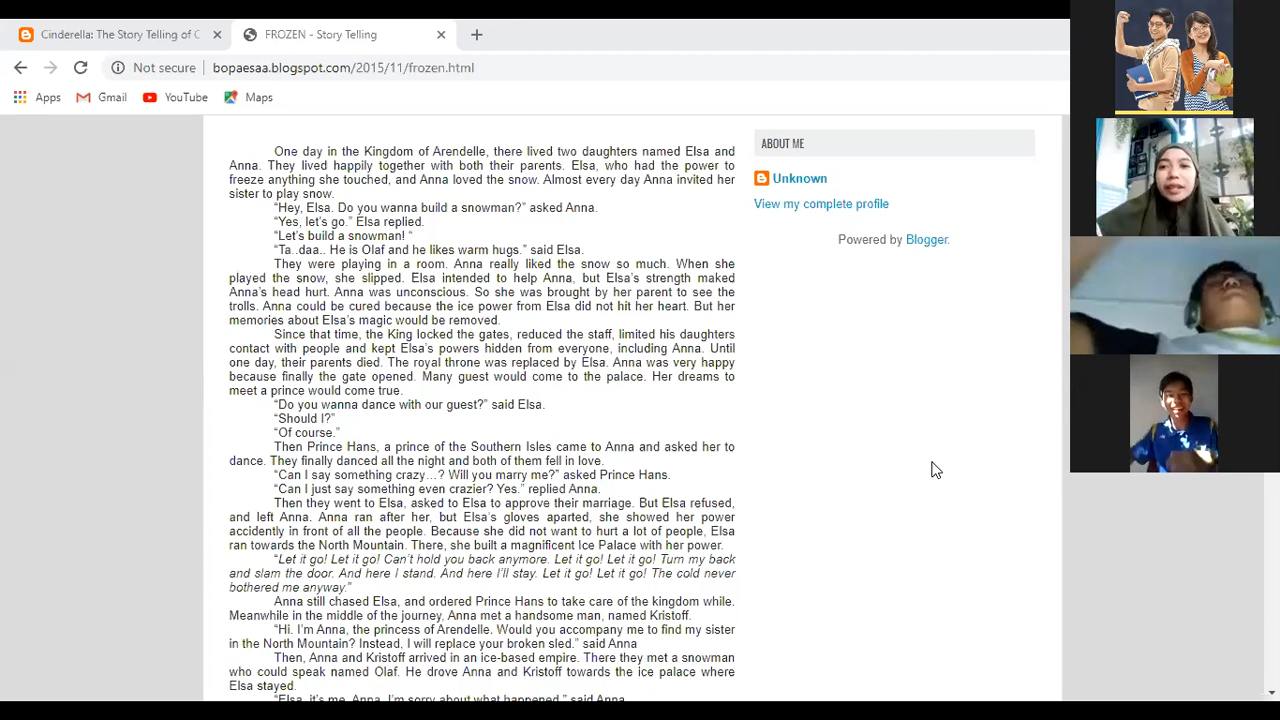 Cinderella: The Story Telling of C
FROZEN - Story Telling
Not secure
bopaesaa.blogspot.com/2015/11/frozen.html
Apps
Gmail
YouTube
Maps
One day in the Kingdom of Arendelle, there lived two daughters named Elsa and
Anna. They lived happily together with both their parents. Elsa, who had the power to
freeze anything she touched, and Anna loved the snow. Almost every day Anna invited her
sister to play snow.
“Hey, Elsa. Do you wanna build a snowman?” asked Anna.
“Yes, let’s go.” Elsa replied.
“Let’s build a snowman! “
“Ta..daa.. He is Olaf and he likes warm hugs.” said Elsa.
They were playing in a room. Anna really liked the snow so much. When she
played the snow, she slipped. Elsa intended to help Anna, but Elsa’s strength maked
Anna’s head hurt. Anna was unconscious. So she was brought by her parent to see the
trolls. Anna could be cured because the ice power from Elsa did not hit her heart. But her
memories about Elsa’s magic would be removed.
Since that time, the King locked the gates, reduced the staff, limited his daughters
contact with people and kept Elsa’s powers hidden from everyone, including Anna. Until
one day, their parents died. The royal throne was replaced by Elsa. Anna was very happy
because finally the gate opened. Many guest would come to the palace. Her dreams to
meet a prince would come true.
“Do you wanna dance with our guest?” said Elsa.
“Should I?”
“Of course.”
Then Prince Hans, a prince of the Southern Isles came to Anna and asked her to
dance. They finally danced all the night and both of them fell in love.
“Can I say something crazy…? Will you marry me?” asked Prince Hans.
“Can I just say something even crazier? Yes.” replied Anna.
Then they went to Elsa, asked to Elsa to approve their marriage. But Elsa refused,
and left Anna. Anna ran after her, but Elsa’s gloves aparted, she showed her power
accidently in front of all the people. Because she did not want to hurt a lot of people, Elsa
ran towards the North Mountain. There, she built a magnificent Ice Palace with her power.
“Let it go! Let it go! Can’t hold you back anymore. Let it go! Let it go! Turn my back
and slam the door. And here I stand. And here I’ll stay. Let it go! Let it go! The cold never
bothered me anyway.”
Anna still chased Elsa, and ordered Prince Hans to take care of the kingdom while.
Meanwhile in the middle of the journey, Anna met a handsome man, named Kristoff.
“Hi. I’m Anna, the princess of Arendelle. Would you accompany me to find my sister
in the North Mountain? Instead, I will replace your broken sled.” said Anna
Then, Anna and Kristoff arrived in an ice-based empire. There they met a snowman
who could speak named Olaf. He drove Anna and Kristoff towards the ice palace where
Elsa stayed.
“Elsa, it’s me, Anna. I’m sorry about what happened.” said Anna.
ABOUT ME
Unknown
View my complete profile
Powered by Blogger.